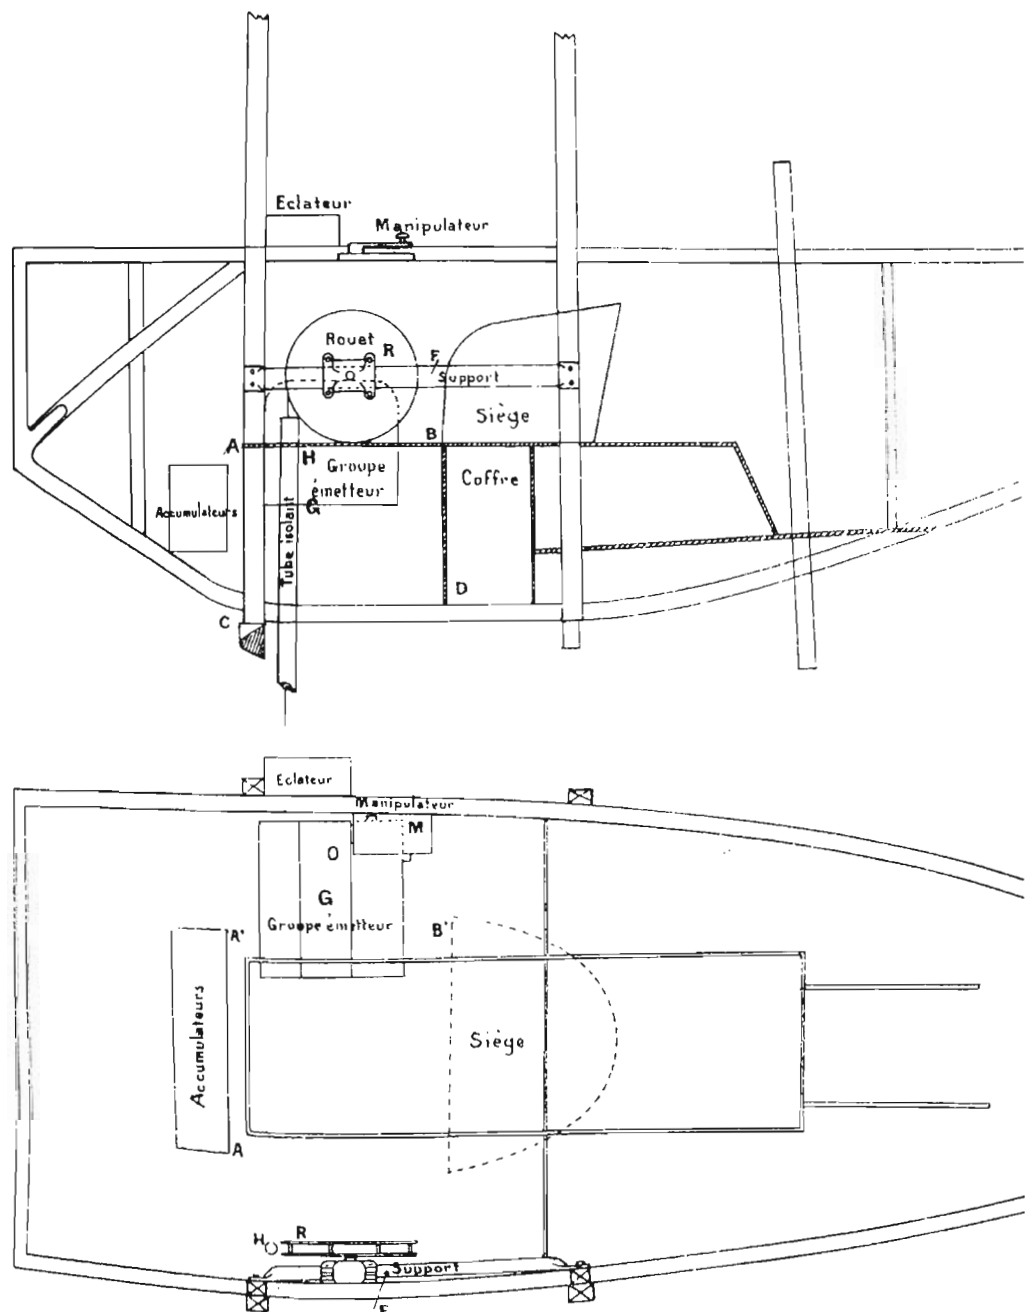 Eclateur
Manipulateur
Rouet
R
F
Support
Siège
A
B
H
Groupe
émetteur
G
Coffre
Accumulateurs
Tube isolant
D
C
Eclateur
Manipulateur
M
O
G
Groupe émetteur
B'
A'
Accumulateurs
Siège
A
H
R
Support
F